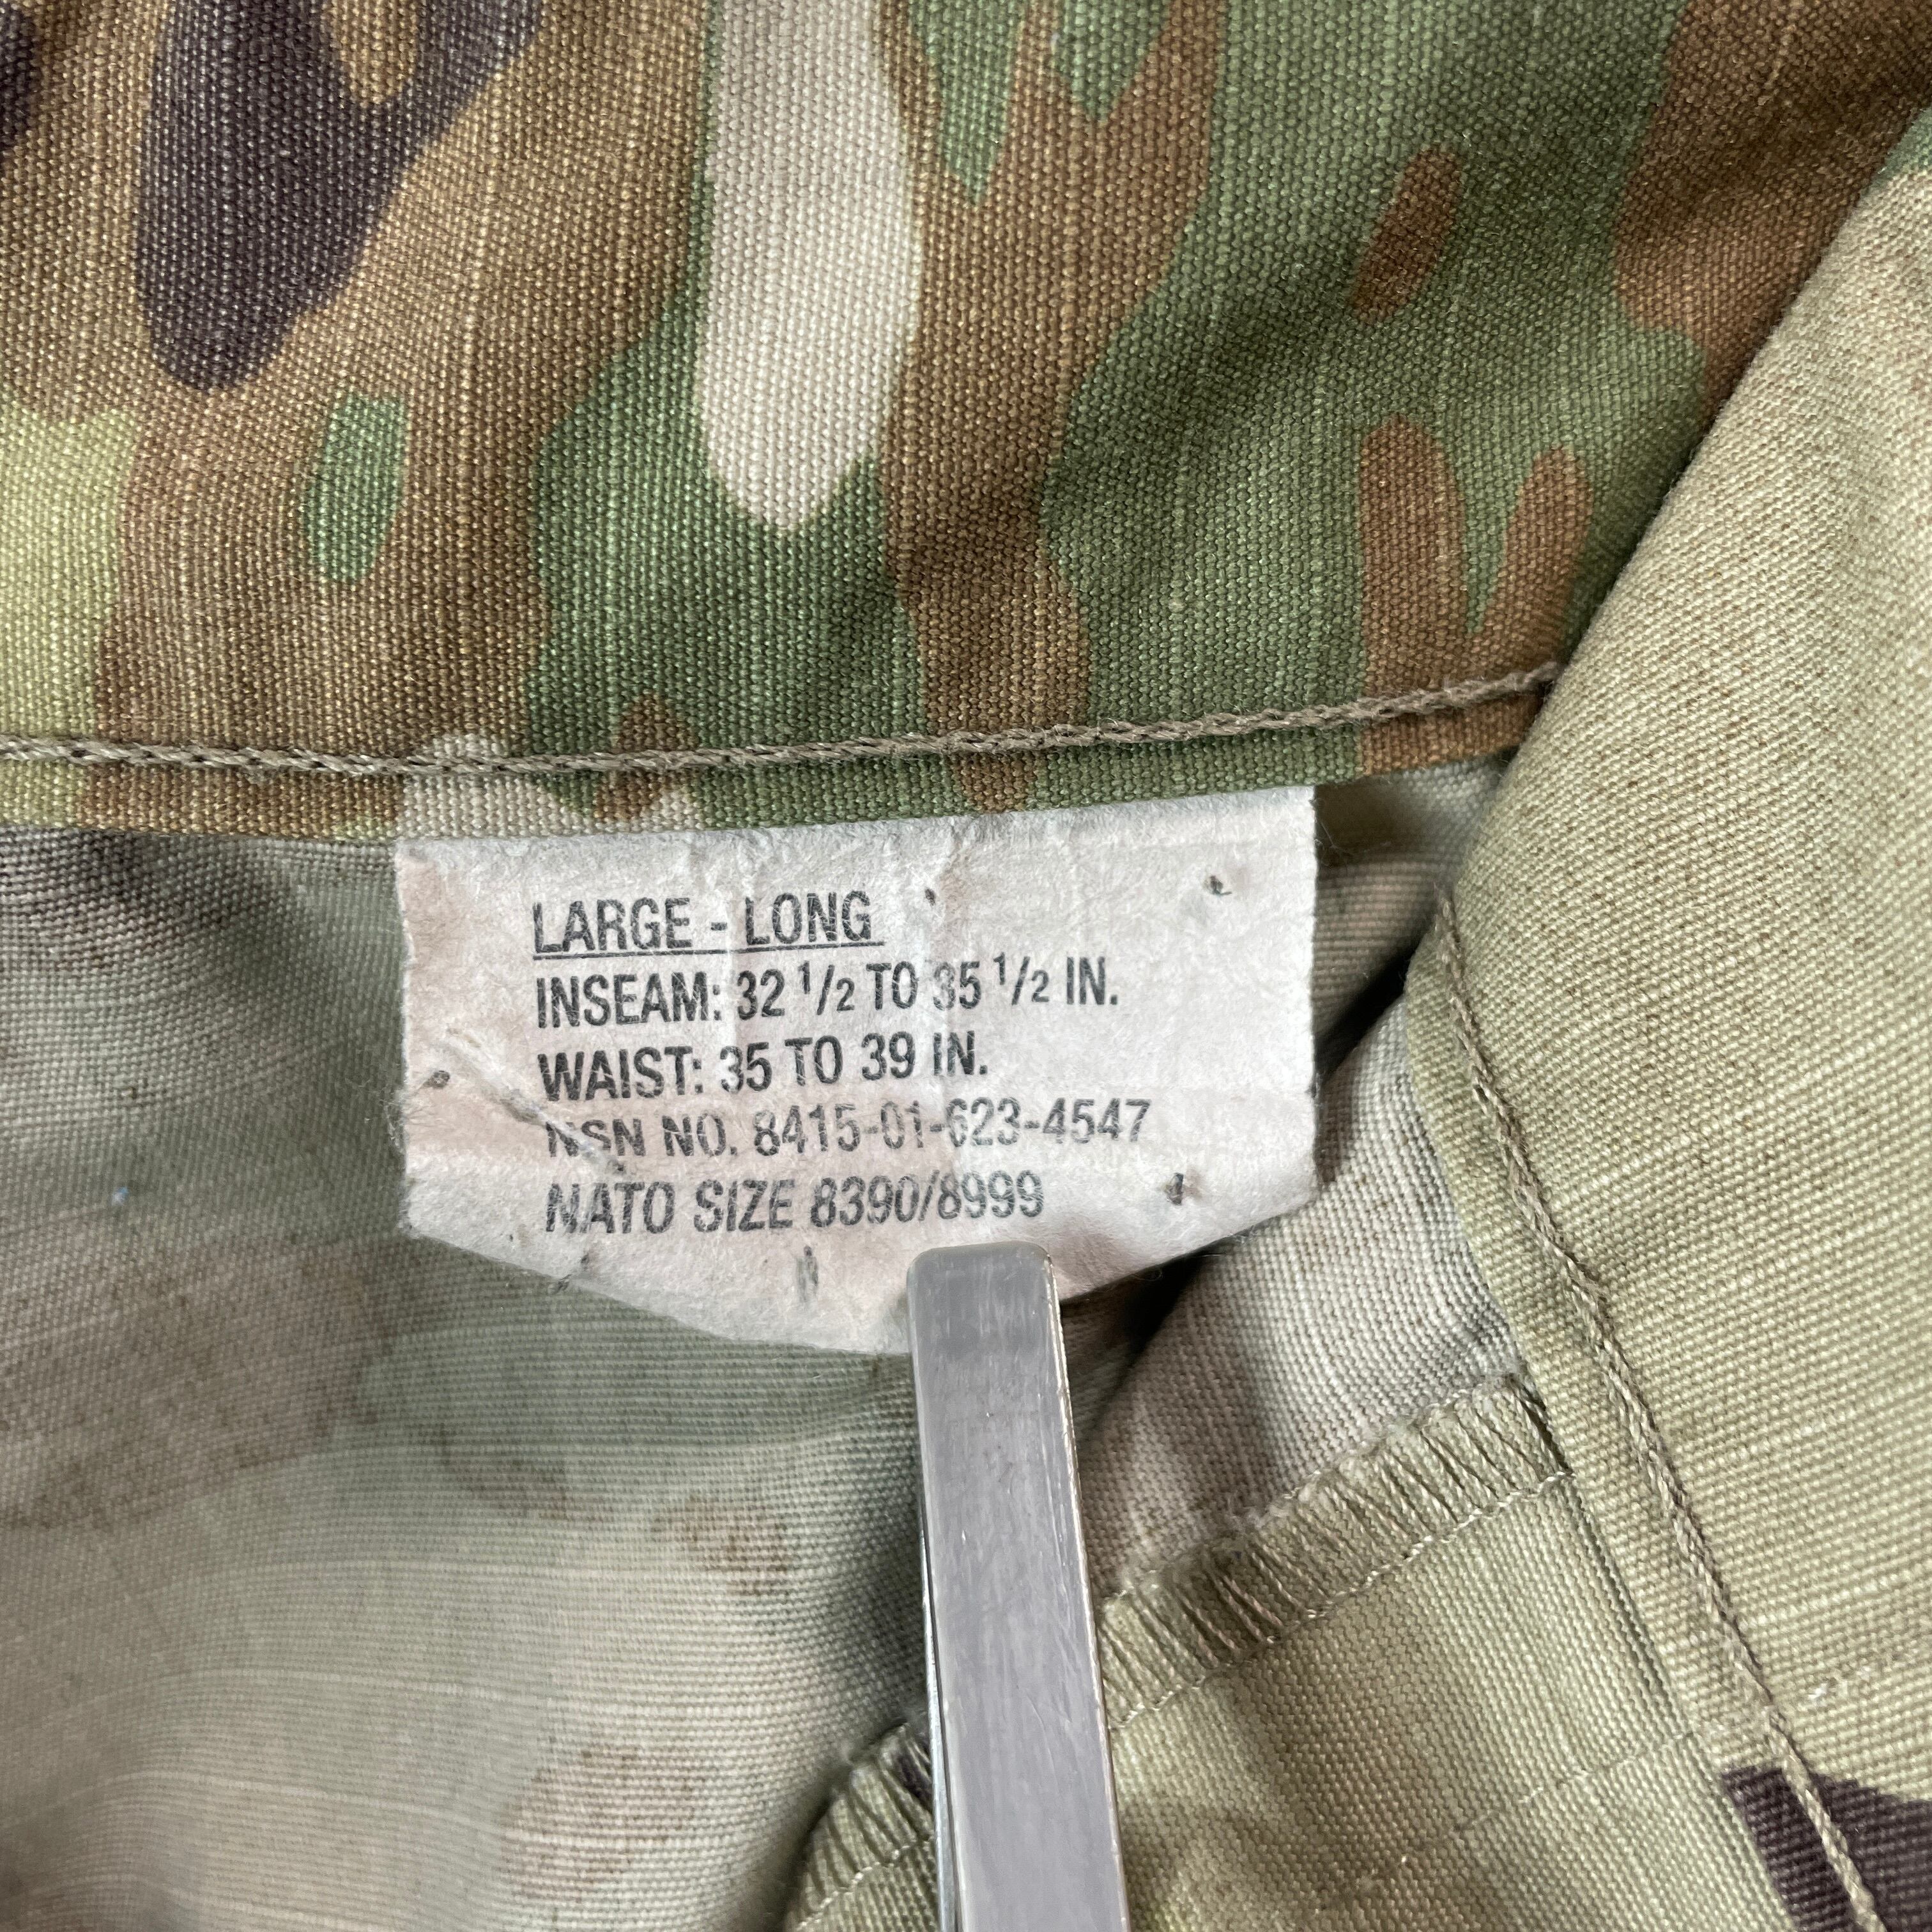 LARGE - LONG
INSEAM: 32 1/2 TO 35 1/2 IN.
WAIST: 35 TO 39 IN.
NSN NO. 8415-01-623-4547
NATO SIZE 8390/8999